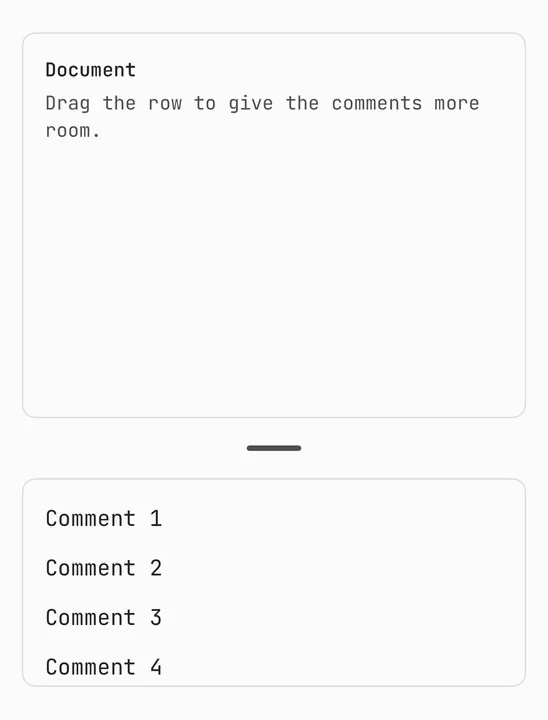 Document
Drag the row to give the comments more
room.
Comment 1
Comment 2
Comment 3
Comment 4